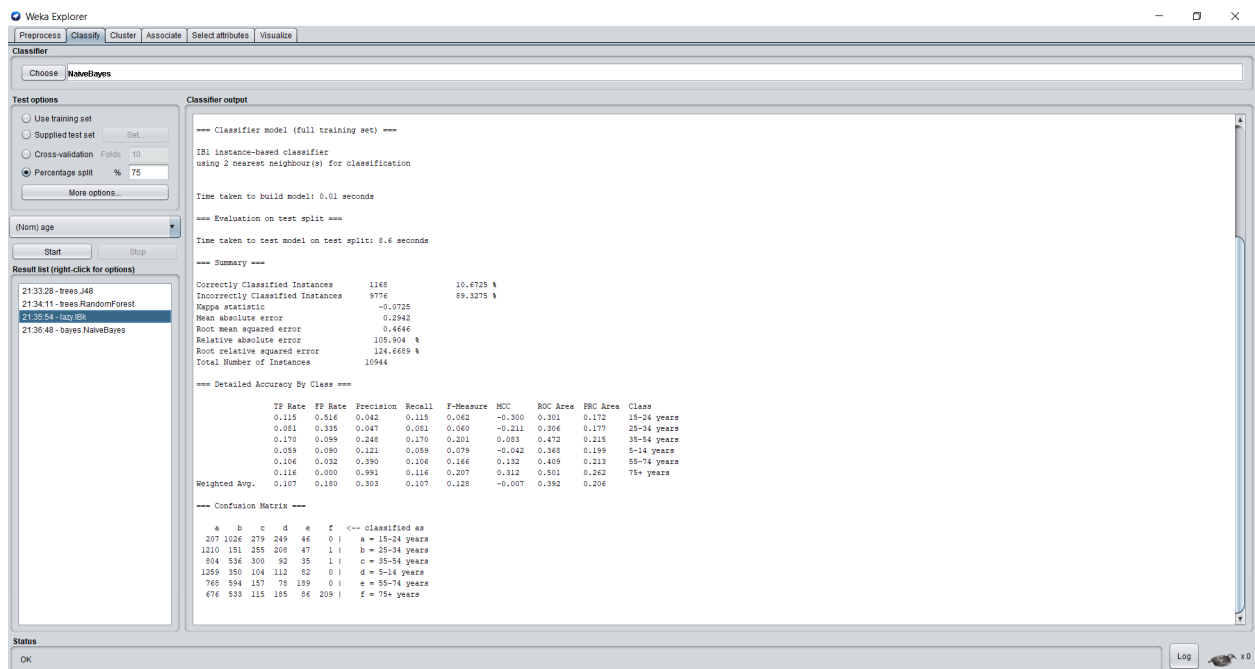 Weka Explorer
Preprocess Classify Cluster Associate Select attributes Visualize
Classifier
Choose NaiveBayes
Test options
Use training set
Supplied test set Set...
Cross-validation Folds 10
Percentage split % 75
More options...
(Nom) age
Start Stop
Result list (right-click for options)
21:33:28 - trees.J48
21:34:11 - trees.RandomForest
21:35:54 - lazy.IBk
21:36:48 - bayes.NaiveBayes
Classifier output
=== Classifier model (full training set) ===
IB1 instance-based classifier
using 2 nearest neighbour(s) for classification
Time taken to build model: 0.01 seconds
=== Evaluation on test split ===
Time taken to test model on test split: 8.6 seconds
=== Summary ===
Correctly Classified Instances 1168 10.6725 %
Incorrectly Classified Instances 9776 89.3275 %
Kappa statistic -0.0725
Mean absolute error 0.2942
Root mean squared error 0.4646
Relative absolute error 105.904 %
Root relative squared error 124.6689 %
Total Number of Instances 10944
=== Detailed Accuracy By Class ===
TP Rate FP Rate Precision Recall F-Measure MCC ROC Area PRC Area Class
0.115 0.516 0.042 0.115 0.062 -0.300 0.301 0.172 15-24 years
0.081 0.335 0.047 0.081 0.060 -0.211 0.306 0.177 25-34 years
0.170 0.099 0.248 0.170 0.201 0.083 0.472 0.215 35-54 years
0.059 0.090 0.121 0.059 0.079 -0.042 0.368 0.199 5-14 years
0.106 0.032 0.390 0.106 0.166 0.132 0.409 0.213 55-74 years
0.116 0.000 0.991 0.116 0.207 0.312 0.501 0.262 75+ years
Weighted Avg. 0.107 0.180 0.303 0.107 0.128 -0.007 0.392 0.206
=== Confusion Matrix ===
a b c d e f <-- classified as
207 1026 279 249 46 0 | a = 15-24 years
1210 151 255 208 47 1 | b = 25-34 years
804 536 300 92 35 1 | c = 35-54 years
1259 350 104 112 82 0 | d = 5-14 years
768 594 157 78 189 0 | e = 55-74 years
676 533 115 185 86 209 | f = 75+ years
Status
OK
Log
x 0